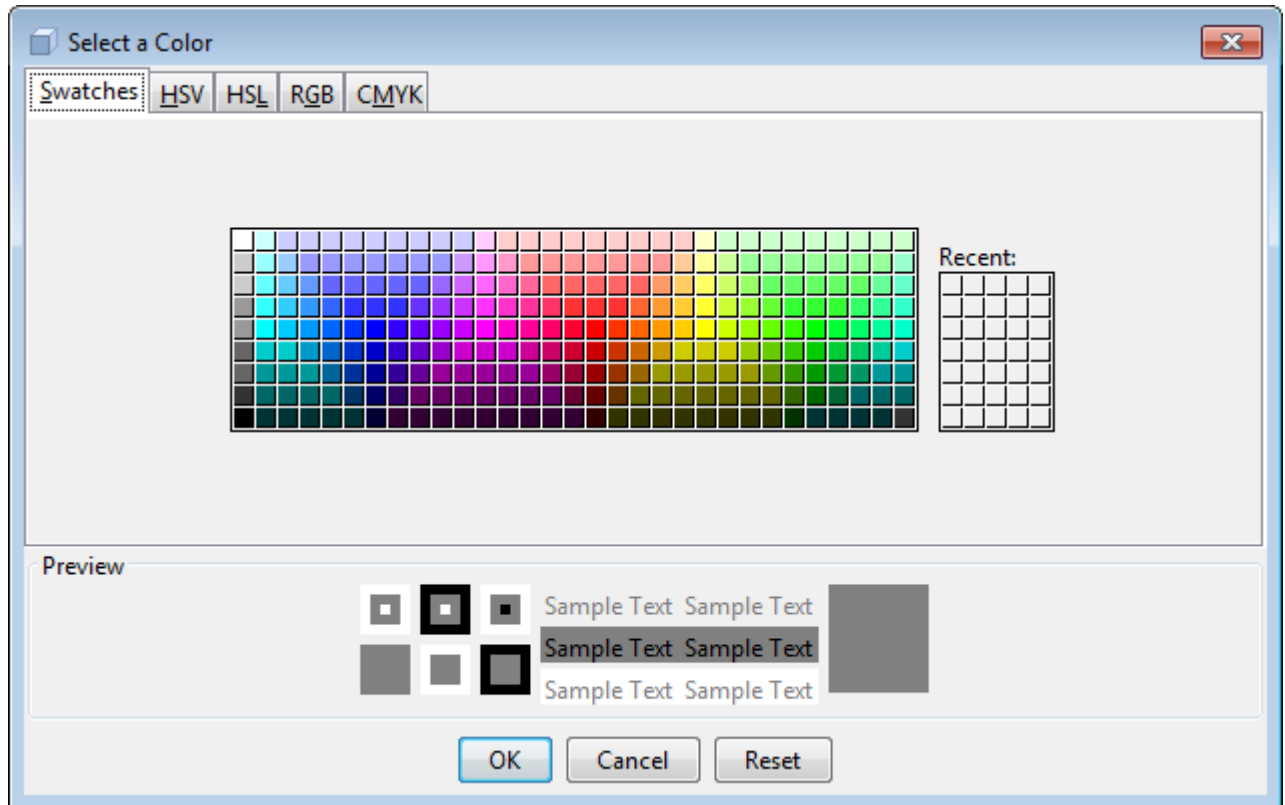 Select a Color
Swatches HSV HSL RGB CMYK
Recent:
Preview
Sample Text Sample Text
Sample Text Sample Text
Sample Text Sample Text
OK Cancel Reset